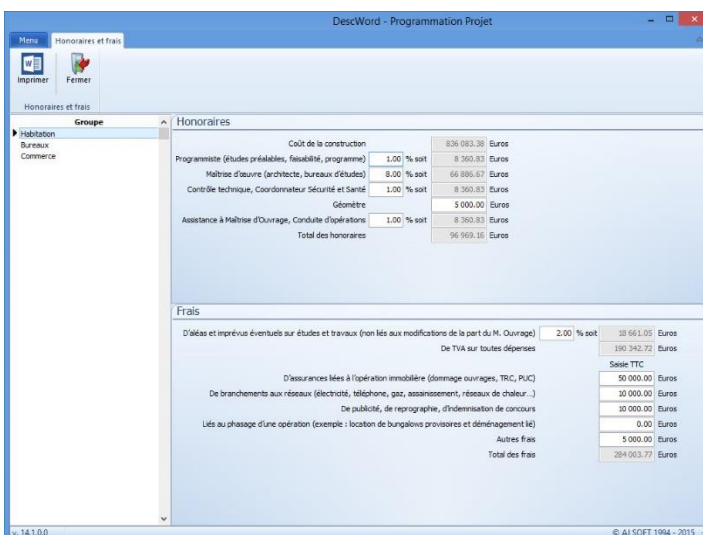 DescWord - Programmation Projet
Menu Honoraires et frais
Imprimer Fermer
Honoraires et frais
Groupe
Habitation
Bureaux
Commerce
Honoraires
Coût de la construction 836 083.38 Euros
Programmiste (études préalables, faisabilité, programme) 1.00 % soit 8 360.83 Euros
Maîtrise d'œuvre (architecte, bureaux d'études) 8.00 % soit 66 886.67 Euros
Contrôle technique, Coordonnateur Sécurité et Santé 1.00 % soit 8 360.83 Euros
Géomètre 5 000.00 Euros
Assistance à Maîtrise d'Ouvrage, Conduite d'opérations 1.00 % soit 8 360.83 Euros
Total des honoraires 96 969.16 Euros
Frais
D'aléas et imprévus éventuels sur études et travaux (non liés aux modifications de la part du M. Ouvrage) 2.00 % soit 18 661.05 Euros
De TVA sur toutes dépenses 190 342.72 Euros
Saisie TTC
D'assurances liées à l'opération immobilière (dommage ouvrages, TRC, PUC) 50 000.00 Euros
De branchements aux réseaux (électricité, téléphone, gaz, assainissement, réseaux de chaleur...) 10 000.00 Euros
De publicité, de reprographie, d'indemnisation de concours 10 000.00 Euros
Liés au phasage d'une opération (exemple : location de bungalows provisoires et déménagement lié) 0.00 Euros
Autres frais 5 000.00 Euros
Total des frais 284 003.77 Euros
v. 14.1.0.0 © ALSOFT 1994 - 2015